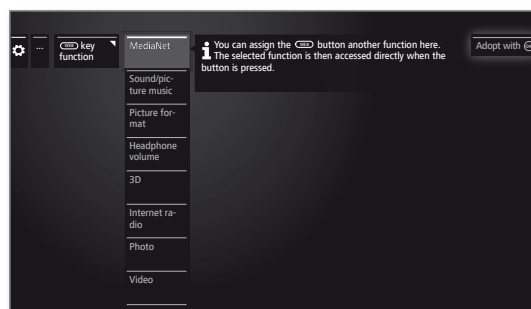 ... WEB key function
MediaNet
Sound/pic-
ture music
Picture for-
mat
Headphone
volume
3D
Internet ra-
dio
Photo
Video
i You can assign the WEB button another function here.
The selected function is then accessed directly when the
button is pressed.
Adopt with